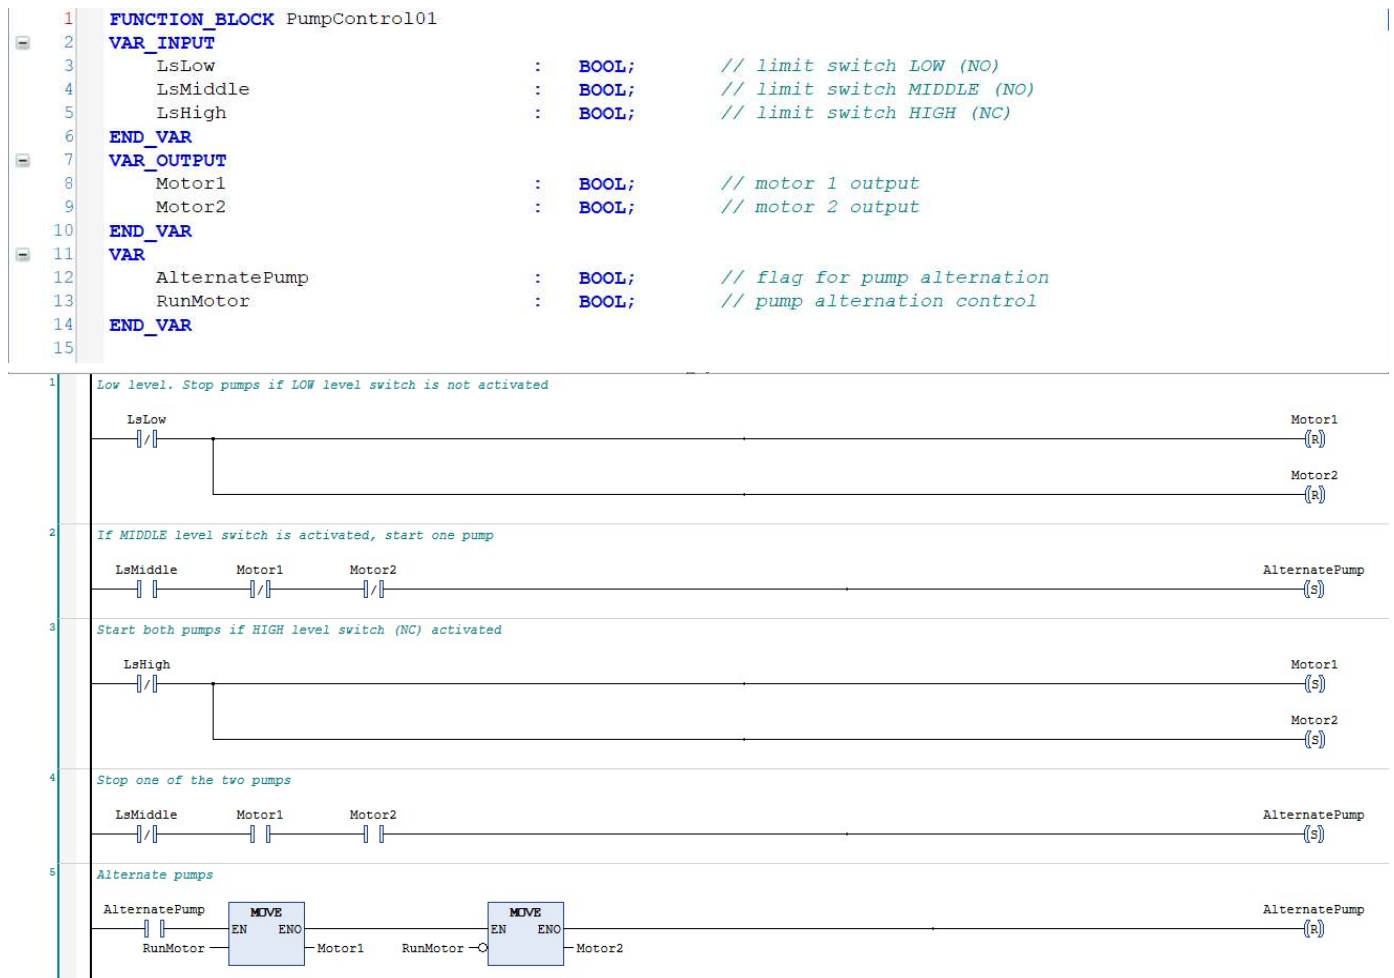 1 FUNCTION_BLOCK PumpControl01
2 VAR_INPUT
3 LsLow : BOOL; // limit switch LOW (NO)
4 LsMiddle : BOOL; // limit switch MIDDLE (NO)
5 LsHigh : BOOL; // limit switch HIGH (NC)
6 END_VAR
7 VAR_OUTPUT
8 Motor1 : BOOL; // motor 1 output
9 Motor2 : BOOL; // motor 2 output
10 END_VAR
11 VAR
12 AlternatePump : BOOL; // flag for pump alternation
13 RunMotor : BOOL; // pump alternation control
14 END_VAR
15
1 Low level. Stop pumps if LOW level switch is not activated
LsLow Motor1
/ R
Motor2
R
2 If MIDDLE level switch is activated, start one pump
LsMiddle Motor1 Motor2 AlternatePump
/ / S
3 Start both pumps if HIGH level switch (NC) activated
LsHigh Motor1
/ S
Motor2
S
4 Stop one of the two pumps
LsMiddle Motor1 Motor2 AlternatePump
/ S
5 Alternate pumps
AlternatePump MOVE MOVE AlternatePump
EN ENO EN ENO R
RunMotor Motor1 RunMotor Motor2